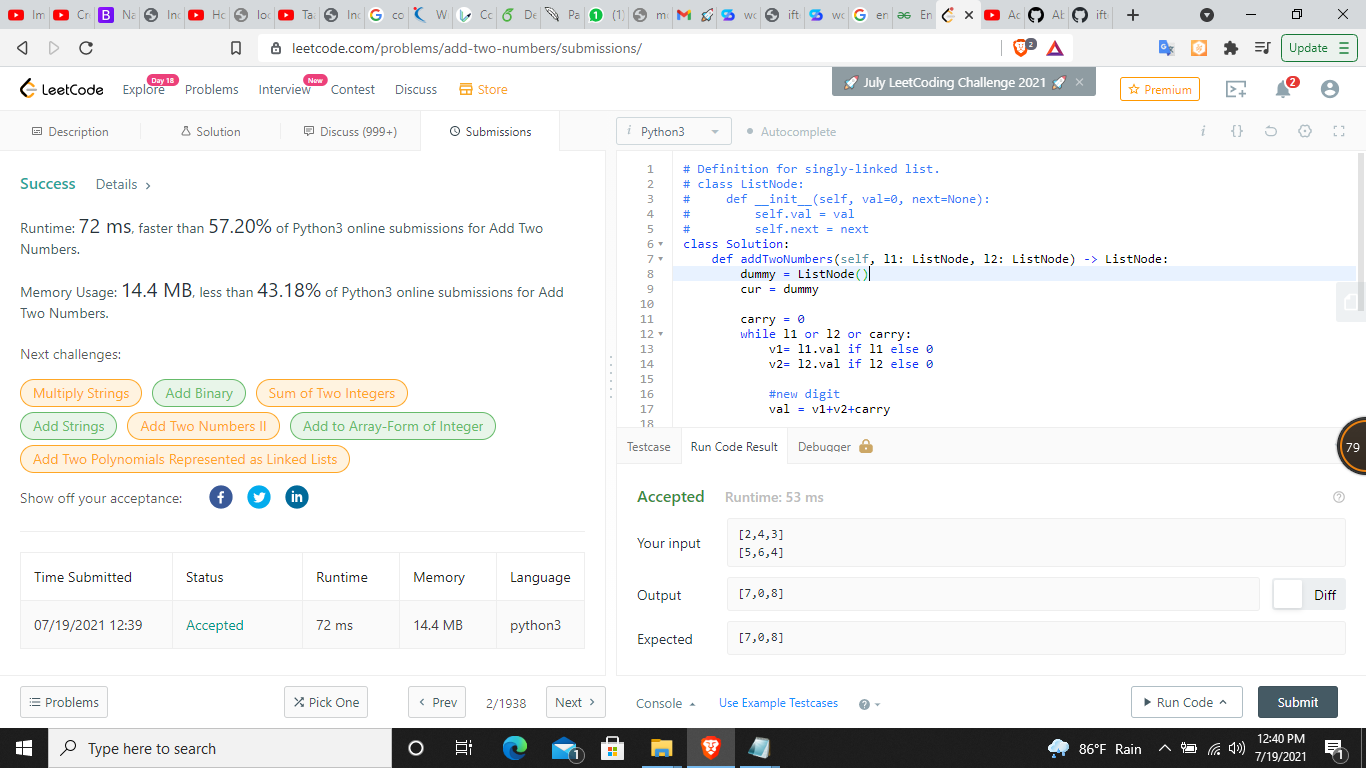 Im
Cr
B
Na
Inc
Ho
loc
Ta
Inc
co
W
Cc
De
Pa
(1)
m
M
wc
ift
wc
en
En
Ac
Ab
ift
leetcode.com/problems/add-two-numbers/submissions/
2
Update
LeetCode
Explore
Day 18
Problems
Interview
New
Contest
Discuss
Store
July LeetCoding Challenge 2021
Premium
2
Description
Solution
Discuss (999+)
Submissions
i Python3
Autocomplete
Success
Details
Runtime: 72 ms, faster than 57.20% of Python3 online submissions for Add Two
Numbers.
Memory Usage: 14.4 MB, less than 43.18% of Python3 online submissions for Add
Two Numbers.
Next challenges:
Multiply Strings
Add Binary
Sum of Two Integers
Add Strings
Add Two Numbers II
Add to Array-Form of Integer
Add Two Polynomials Represented as Linked Lists
Show off your acceptance:
Time Submitted Status Runtime Memory Language
07/19/2021 12:39 Accepted 72 ms 14.4 MB python3
1 # Definition for singly-linked list.
2 # class ListNode:
3 #     def __init__(self, val=0, next=None):
4 #         self.val = val
5 #         self.next = next
6 class Solution:
7     def addTwoNumbers(self, l1: ListNode, l2: ListNode) -> ListNode:
8         dummy = ListNode()
9         cur = dummy
10
11         carry = 0
12         while l1 or l2 or carry:
13             v1= l1.val if l1 else 0
14             v2= l2.val if l2 else 0
15
16             #new digit
17             val = v1+v2+carry
18
79
Testcase
Run Code Result
Debugger
Accepted
Runtime: 53 ms
Your input
[2,4,3]
[5,6,4]
Output
[7,0,8]
Diff
Expected
[7,0,8]
Problems
Pick One
Prev
2/1938
Next
Console
Use Example Testcases
Run Code
Submit
Type here to search
1
86°F Rain
12:40 PM
7/19/2021
1